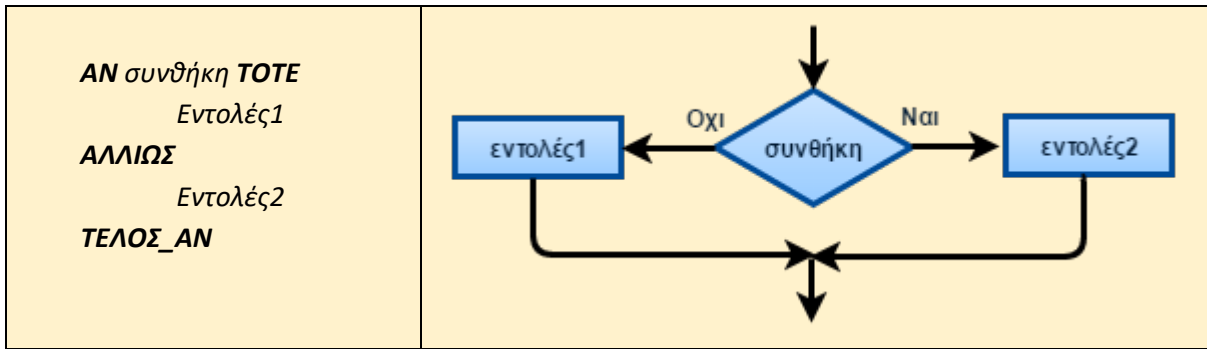 ΑΝ συνθήκη ΤΟΤΕ
Εντολές1
ΑΛΛΙΩΣ
Εντολές2
ΤΕΛΟΣ_ΑΝ
Οχι
Ναι
εντολές1
συνθήκη
εντολές2